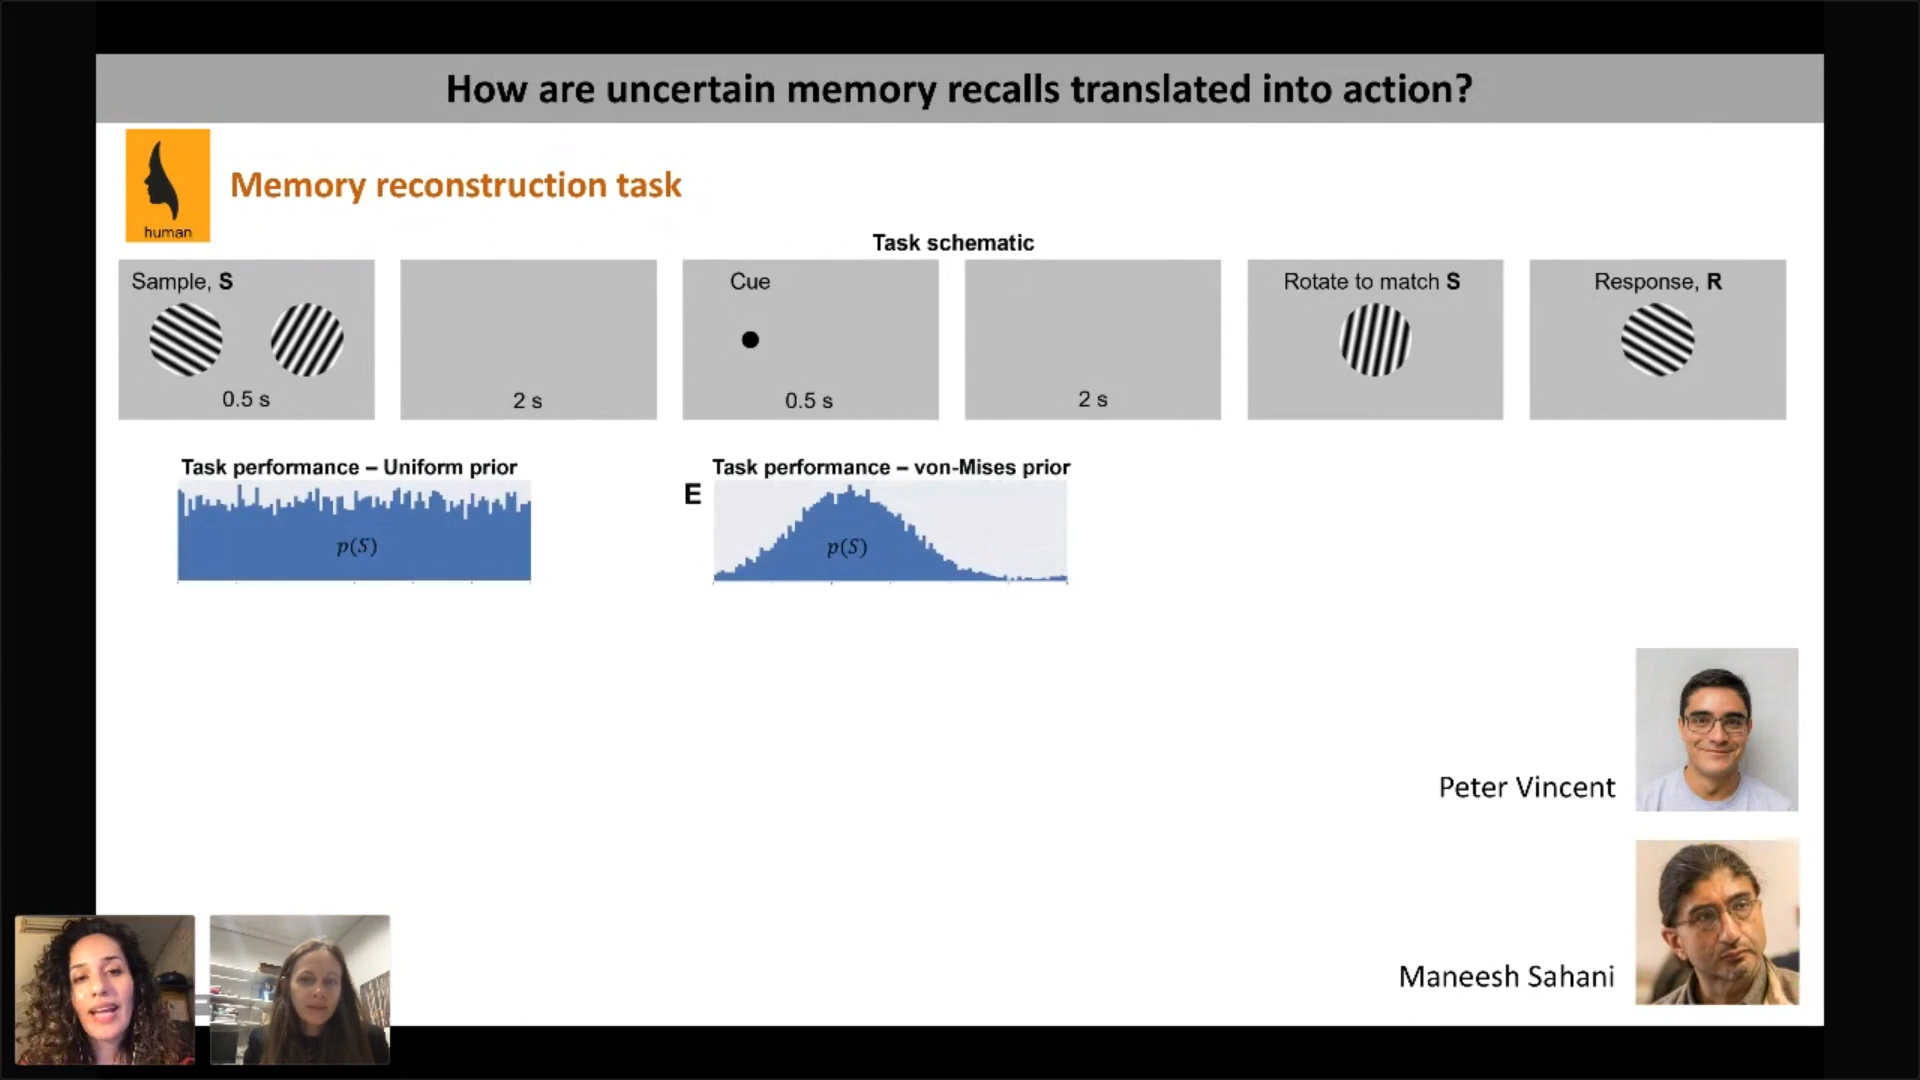 How are uncertain memory recalls translated into action?
human
Memory reconstruction task
Task schematic
Sample, S
0.5 s
2 s
Cue
0.5 s
2 s
Rotate to match S
Response, R
Task performance – Uniform prior
p(S)
E
Task performance – von-Mises prior
p(S)
Peter Vincent
Maneesh Sahani